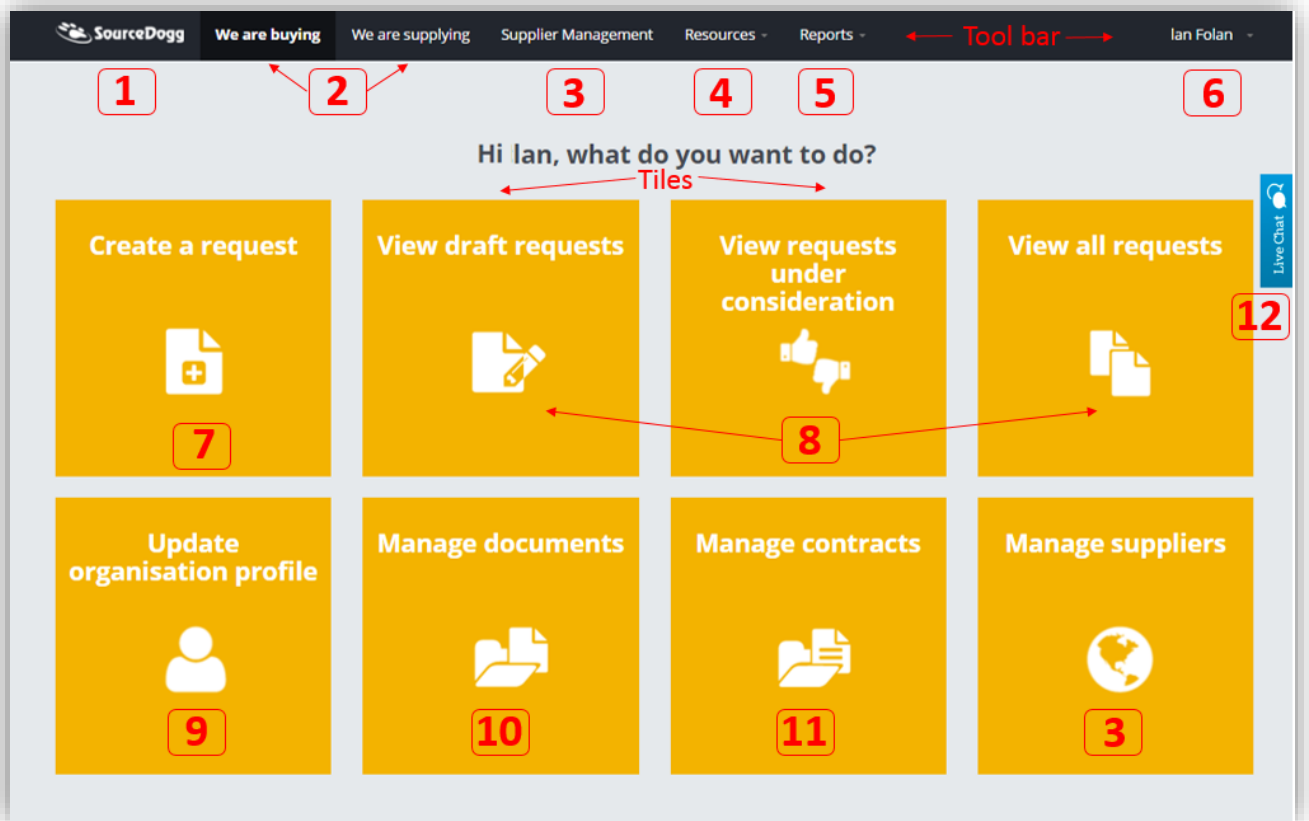 SourceDogg We are buying We are supplying Supplier Management Resources Reports Tool bar Ian Folan
1 2 3 4 5 6
Hi Ian, what do you want to do?
Tiles
Create a request
View draft requests
View requests
under
consideration
View all requests
Live Chat
12
7
8
Update
organisation profile
Manage documents
Manage contracts
Manage suppliers
9
10
11
3